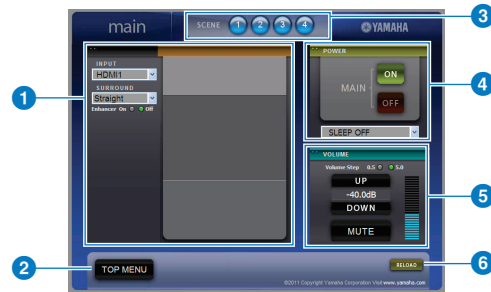 main
SCENE 1 2 3 4
YAMAHA
3
INPUT
HDMI1
SURROUND
Straight
Enhancer On Off
1
POWER
MAIN
ON
OFF
SLEEP OFF
4
VOLUME
Volume Step 0.5 5.0
UP
-40.0dB
DOWN
MUTE
5
2
TOP MENU
RELOAD
6
©2011 Copyright Yamaha Corporation Visit www.yamaha.com